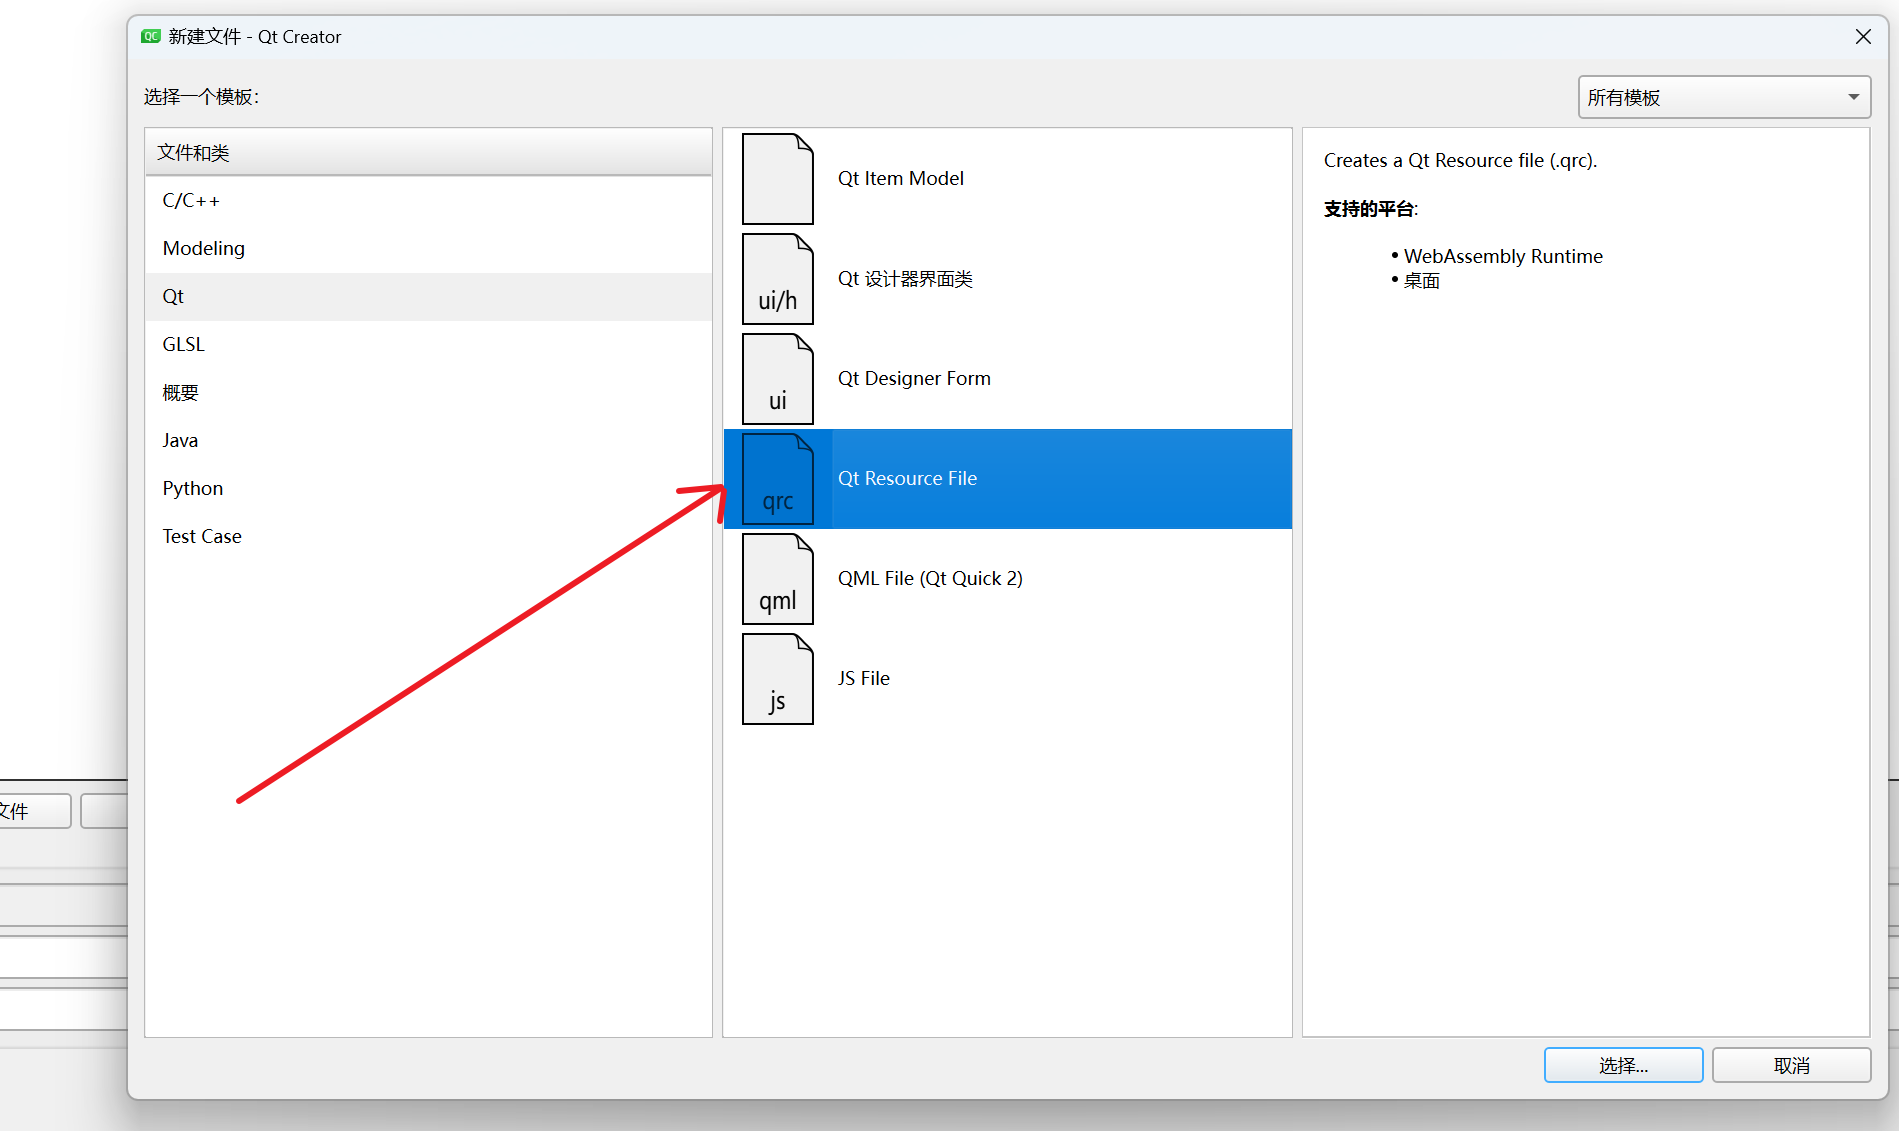 QC 新建文件 - Qt Creator
选择一个模板:
所有模板
文件和类
C/C++
Modeling
Qt
GLSL
概要
Java
Python
Test Case
Qt Item Model
ui/h
Qt 设计器界面类
ui
Qt Designer Form
qrc
Qt Resource File
qml
QML File (Qt Quick 2)
js
JS File
Creates a Qt Resource file (.qrc).
支持的平台:
• WebAssembly Runtime
• 桌面
文件
选择...
取消